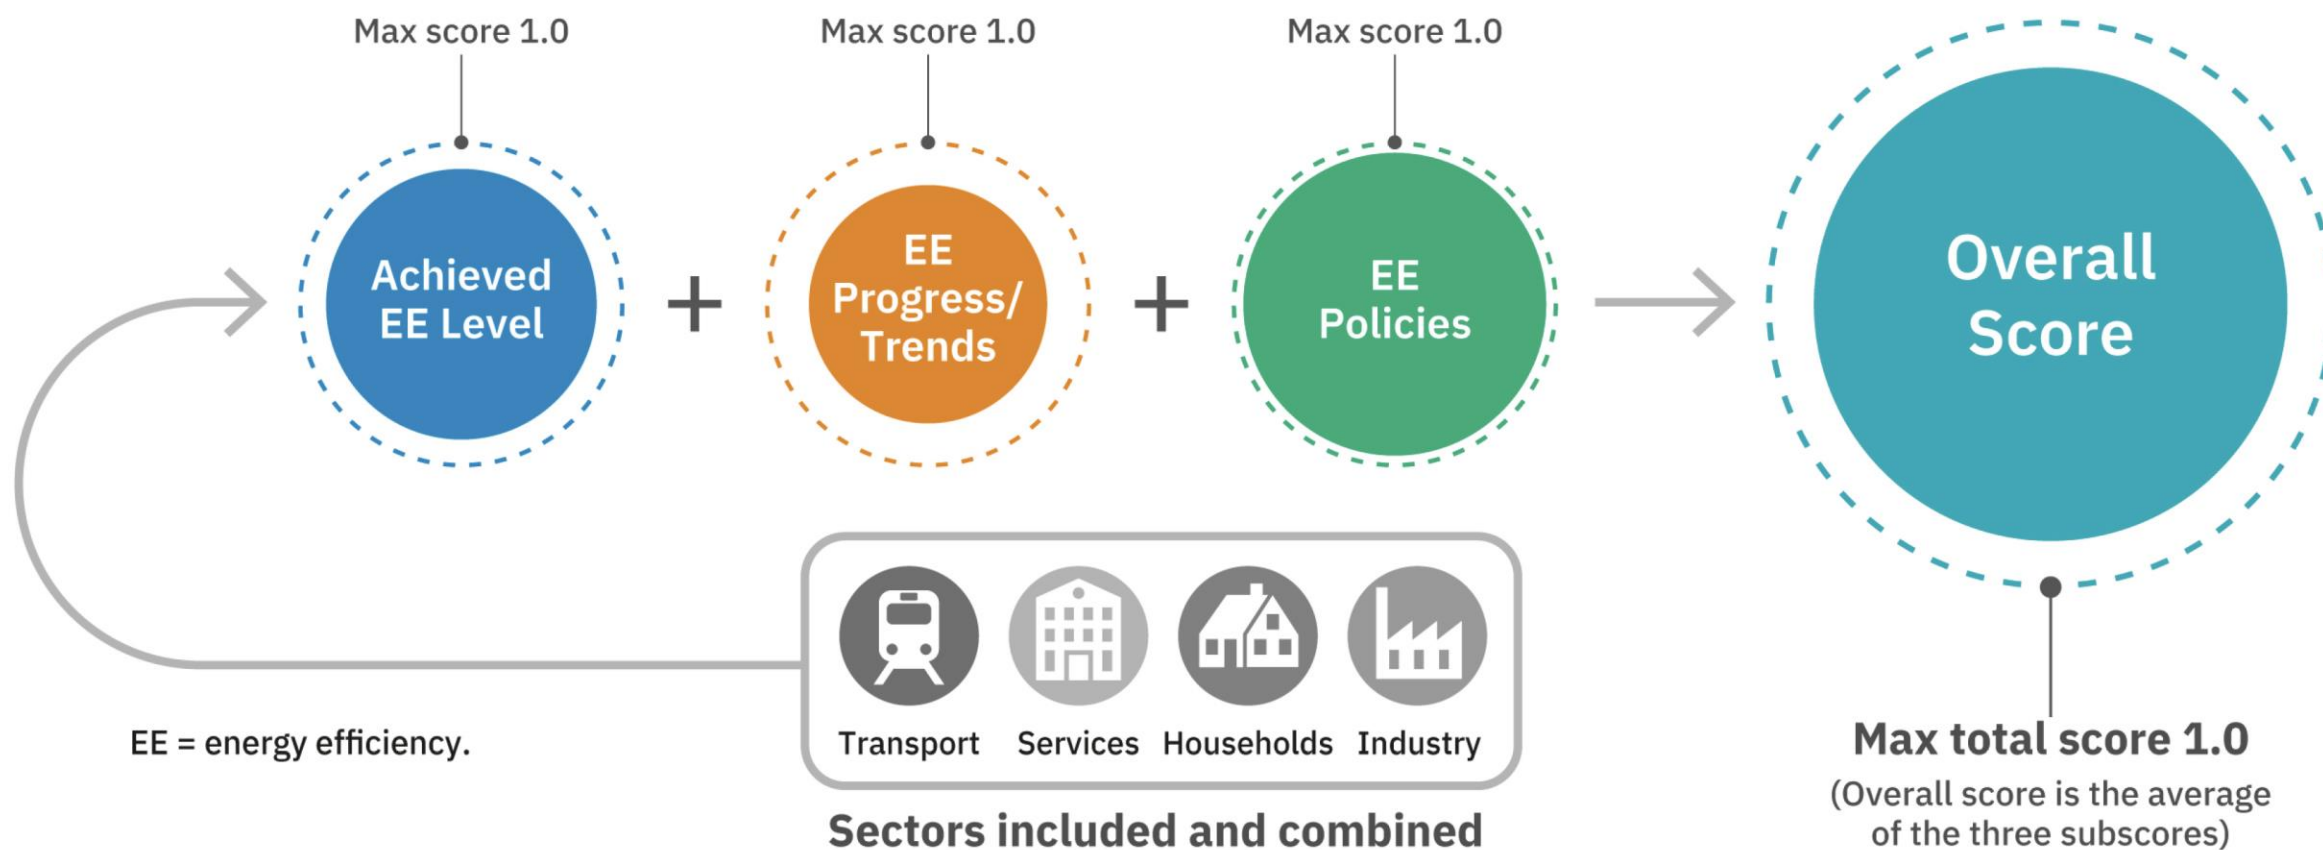 Max score 1.0
Max score 1.0
Max score 1.0
Achieved
EE Level
+
EE
Progress/
Trends
+
EE
Policies
Overall
Score
Transport
Services
Households
Industry
Sectors included and combined
EE = energy efficiency.
Max total score 1.0
(Overall score is the average
of the three subscores)